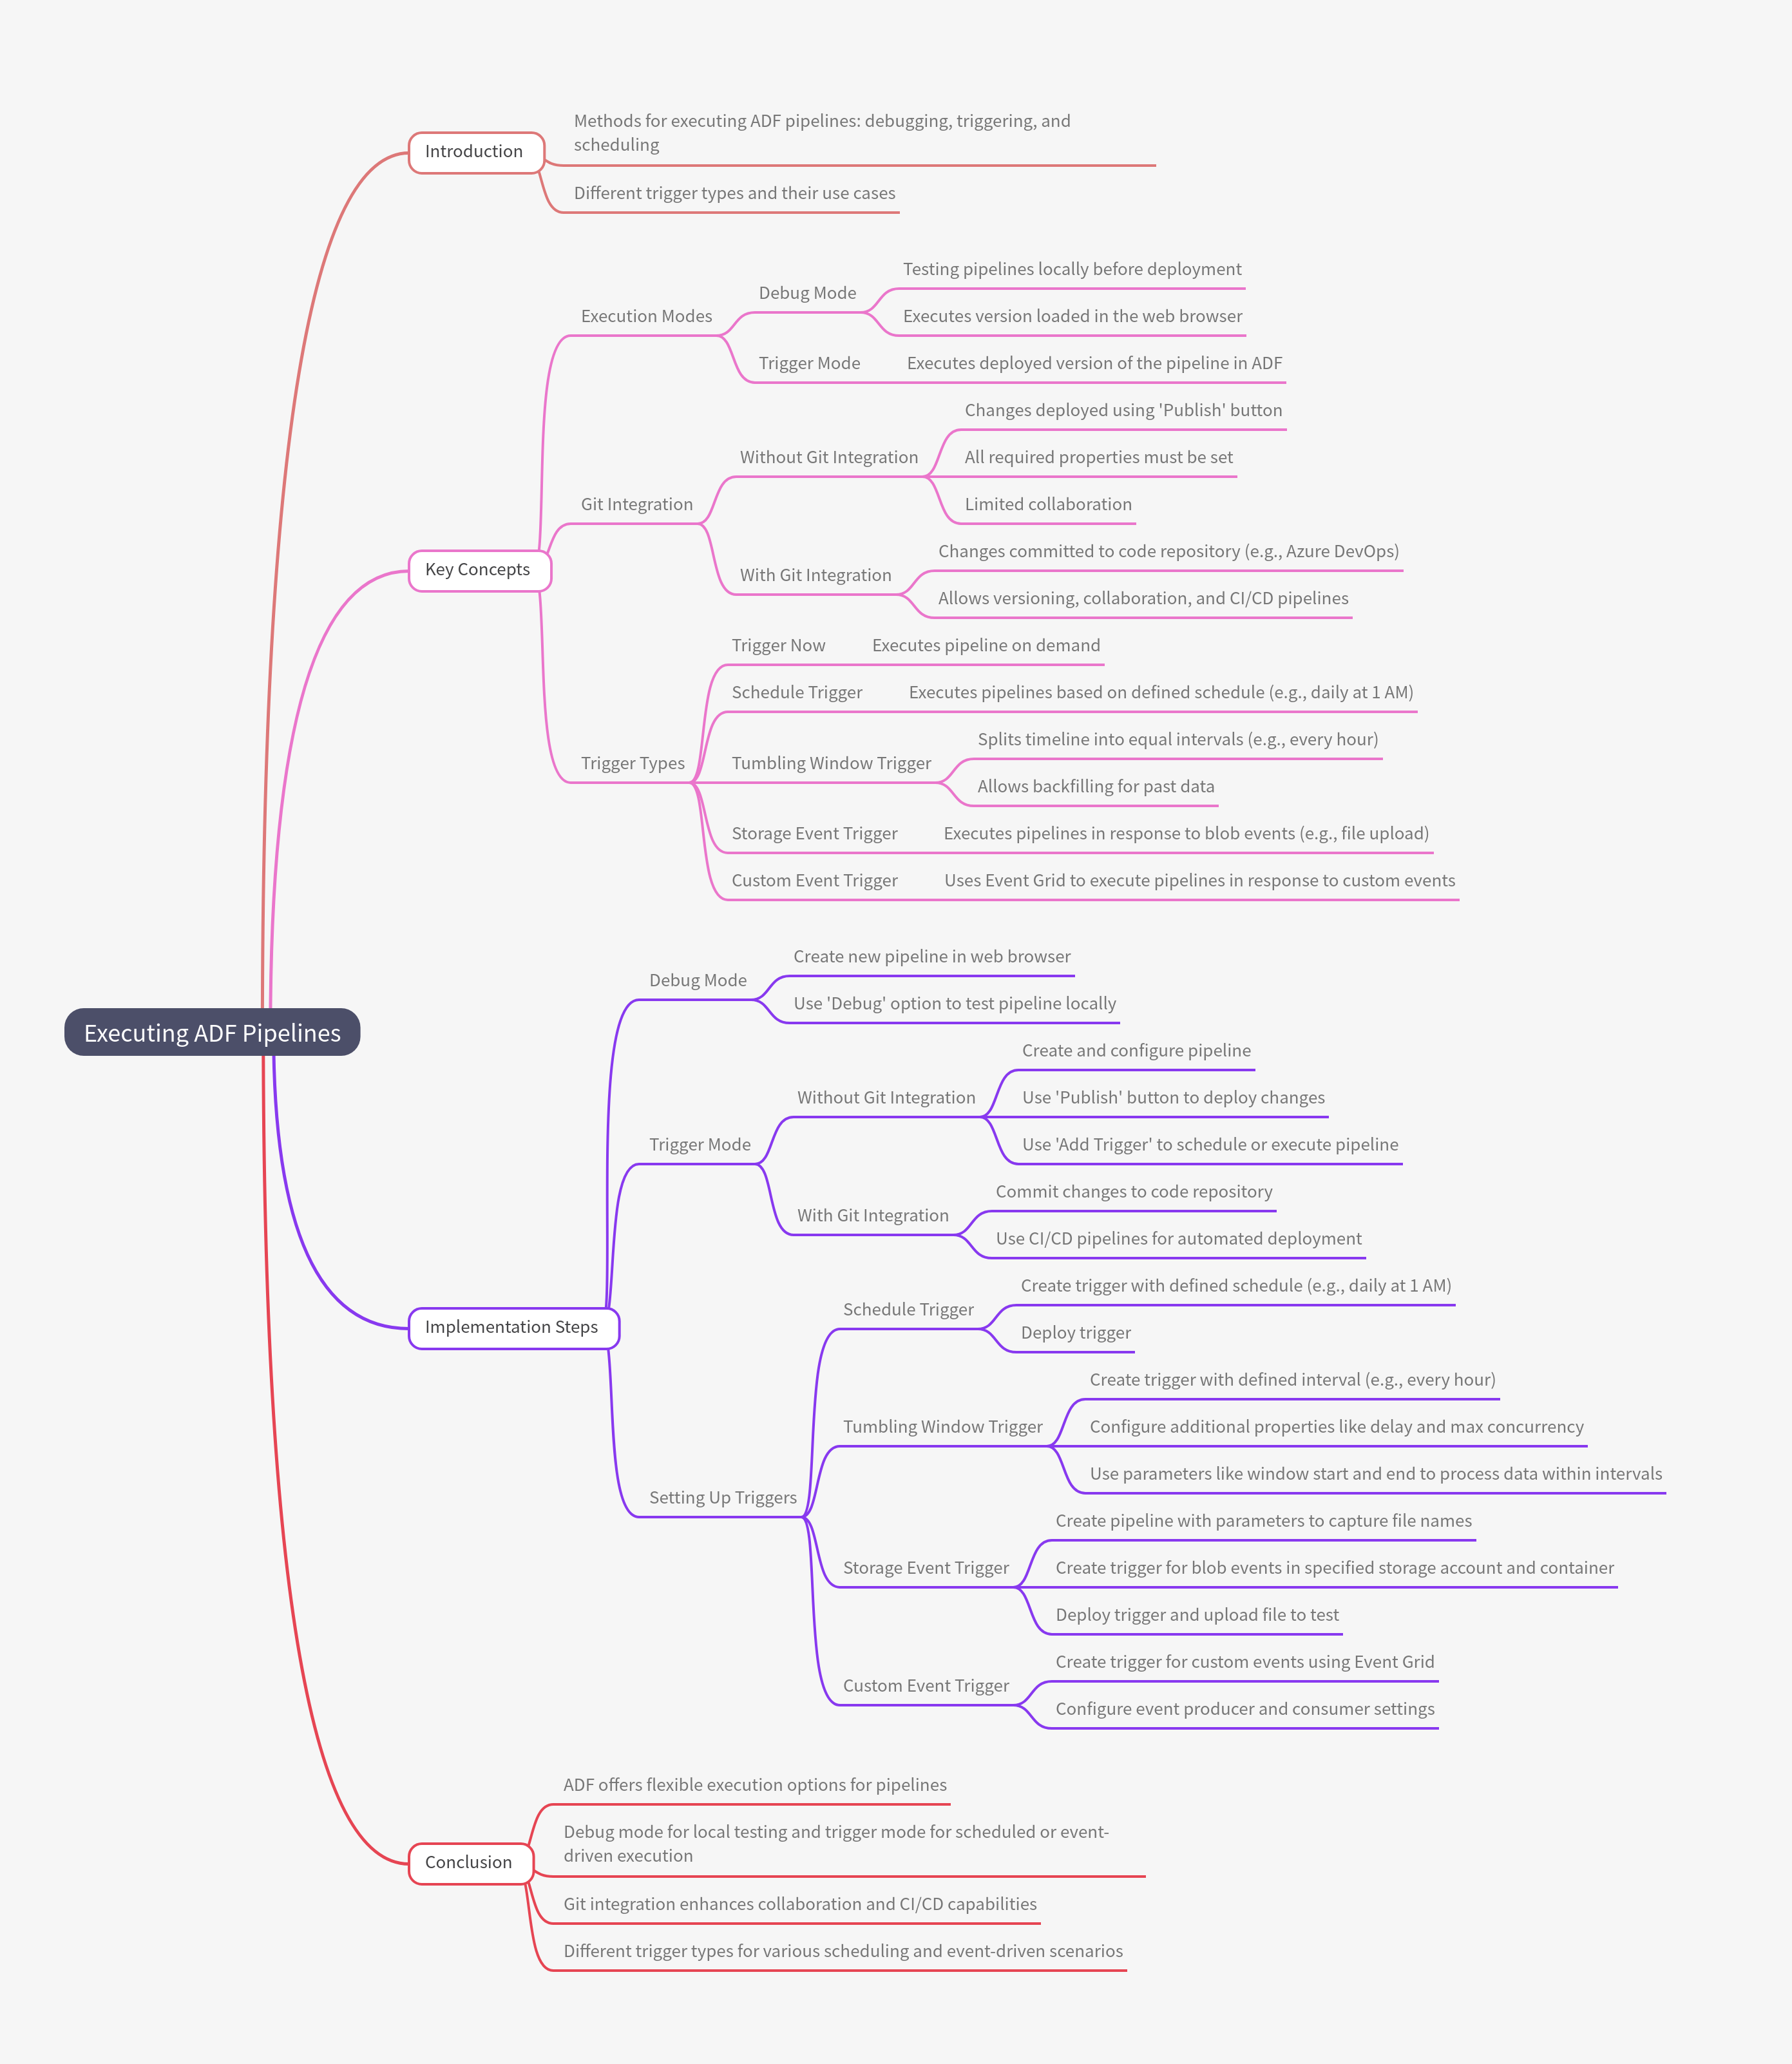 Methods for executing ADF pipelines: debugging, triggering, and
scheduling
Introduction
Different trigger types and their use cases
Testing pipelines locally before deployment
Debug Mode
Execution Modes
Executes version loaded in the web browser
Trigger Mode
Executes deployed version of the pipeline in ADF
Changes deployed using 'Publish' button
Without Git Integration
All required properties must be set
Git Integration
Limited collaboration
Changes committed to code repository (e.g., Azure DevOps)
Key Concepts
With Git Integration
Allows versioning, collaboration, and CI/CD pipelines
Trigger Now
Executes pipeline on demand
Schedule Trigger
Executes pipelines based on defined schedule (e.g., daily at 1 AM)
Splits timeline into equal intervals (e.g., every hour)
Trigger Types
Tumbling Window Trigger
Allows backfilling for past data
Storage Event Trigger
Executes pipelines in response to blob events (e.g., file upload)
Custom Event Trigger
Uses Event Grid to execute pipelines in response to custom events
Create new pipeline in web browser
Debug Mode
Use 'Debug' option to test pipeline locally
Executing ADF Pipelines
Create and configure pipeline
Without Git Integration
Use 'Publish' button to deploy changes
Trigger Mode
Use 'Add Trigger' to schedule or execute pipeline
Commit changes to code repository
With Git Integration
Use CI/CD pipelines for automated deployment
Create trigger with defined schedule (e.g., daily at 1 AM)
Schedule Trigger
Implementation Steps
Deploy trigger
Create trigger with defined interval (e.g., every hour)
Tumbling Window Trigger
Configure additional properties like delay and max concurrency
Use parameters like window start and end to process data within intervals
Setting Up Triggers
Create pipeline with parameters to capture file names
Storage Event Trigger
Create trigger for blob events in specified storage account and container
Deploy trigger and upload file to test
Create trigger for custom events using Event Grid
Custom Event Trigger
Configure event producer and consumer settings
ADF offers flexible execution options for pipelines
Debug mode for local testing and trigger mode for scheduled or event-
driven execution
Conclusion
Git integration enhances collaboration and CI/CD capabilities
Different trigger types for various scheduling and event-driven scenarios